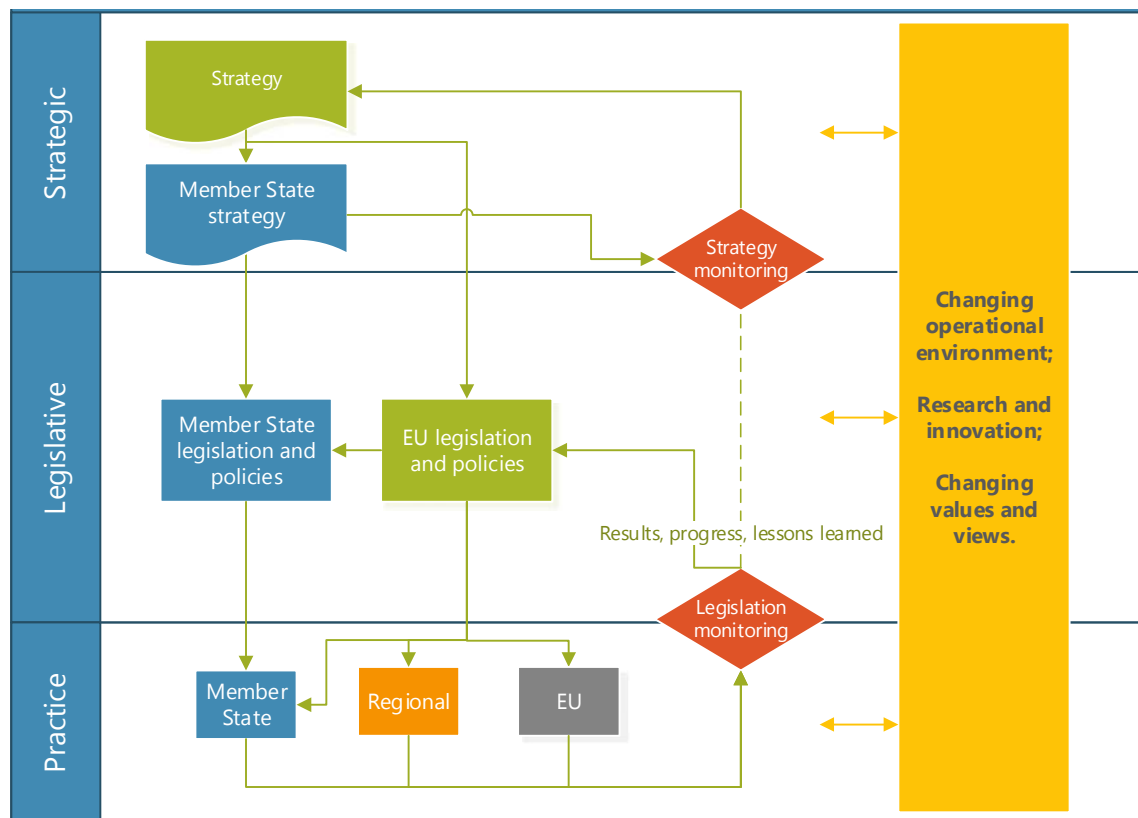 Strategic
Strategy
Member State
strategy
Strategy
monitoring
Legislative
Member State
legislation and
policies
EU legislation
and policies
Results, progress, lessons learned
Legislation
monitoring
Practice
Member
State
Regional
EU
Changing
operational
environment;
Research and
innovation;
Changing
values and
views.